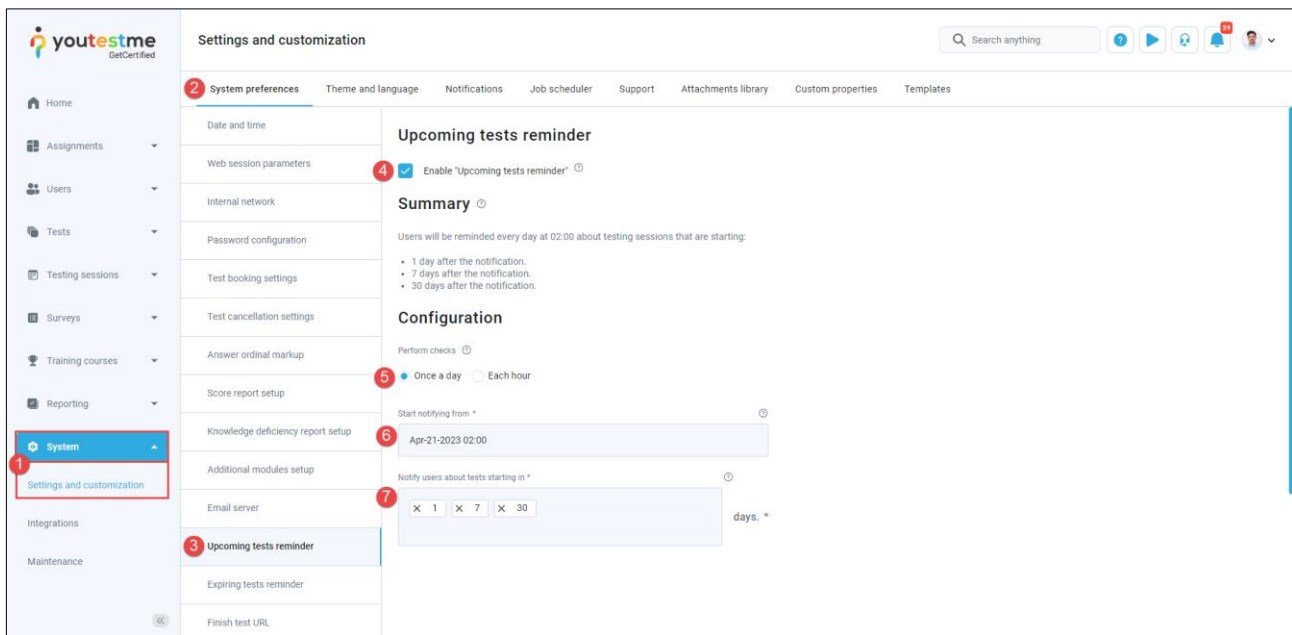 youtestme
GetCertified
Settings and customization
Search anything
?
24
Home
Assignments
Users
Tests
Testing sessions
Surveys
Training courses
Reporting
1
System
Settings and customization
Integrations
Maintenance
2 System preferences Theme and language Notifications Job scheduler Support Attachments library Custom properties Templates
Date and time
Web session parameters
Internal network
Password configuration
Test booking settings
Test cancellation settings
Answer ordinal markup
Score report setup
Knowledge deficiency report setup
Additional modules setup
Email server
3 Upcoming tests reminder
Expiring tests reminder
Finish test URL
Upcoming tests reminder
4 Enable "Upcoming tests reminder" ?
Summary ?
Users will be reminded every day at 02:00 about testing sessions that are starting:
• 1 day after the notification.
• 7 days after the notification.
• 30 days after the notification.
Configuration
Perform checks ?
5 Once a day Each hour
Start notifying from * ?
6 Apr-21-2023 02:00
Notify users about tests starting in * ?
7 × 1 × 7 × 30
days. *